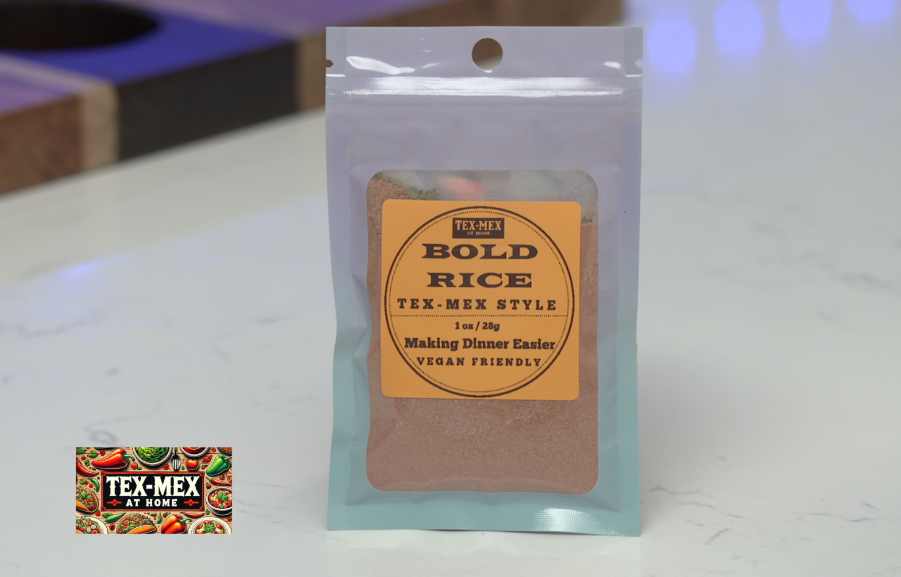 TEX-MEX
AT HOME
BOLD
RICE
TEX-MEX STYLE
1 oz / 28g
Making Dinner Easier
VEGAN FRIENDLY
TEX-MEX
AT HOME